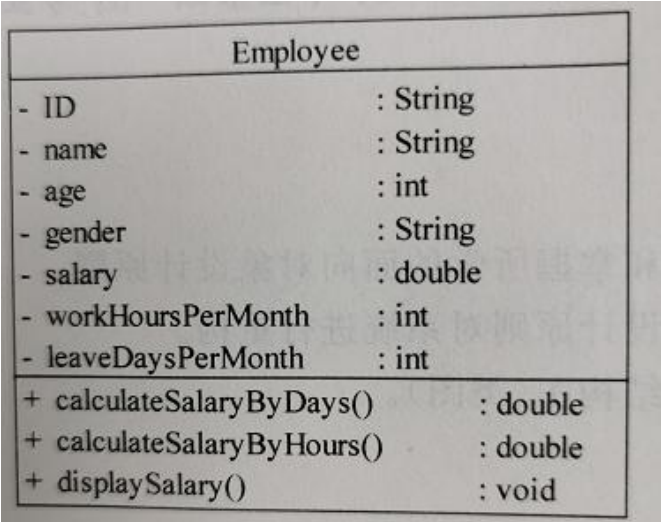 Employee
- ID : String
- name : String
- age : int
- gender : String
- salary : double
- workHoursPerMonth : int
- leaveDaysPerMonth : int
+ calculateSalaryByDays() : double
+ calculateSalaryByHours() : double
+ displaySalary() : void